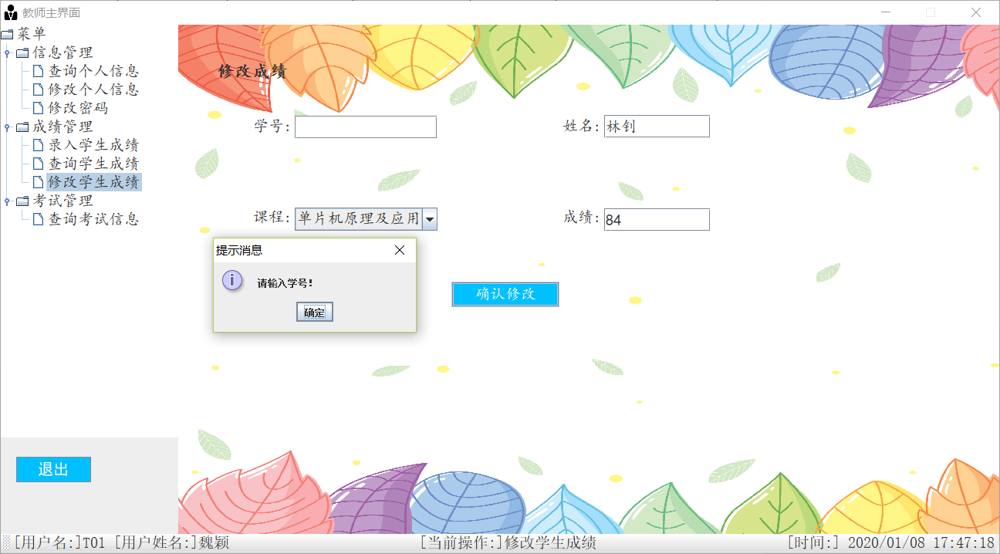 教师主界面
菜单
信息管理
查询个人信息
修改个人信息
修改密码
成绩管理
录入学生成绩
查询学生成绩
修改学生成绩
考试管理
查询考试信息
退出
修改成绩
学号:
姓名: 林钊
课程: 单片机原理及应用
成绩: 84
提示消息
请输入学号!
确定
确认修改
[用户名:]T01 [用户姓名:]魏颖
[当前操作:]修改学生成绩
[时间:] 2020/01/08 17:47:18